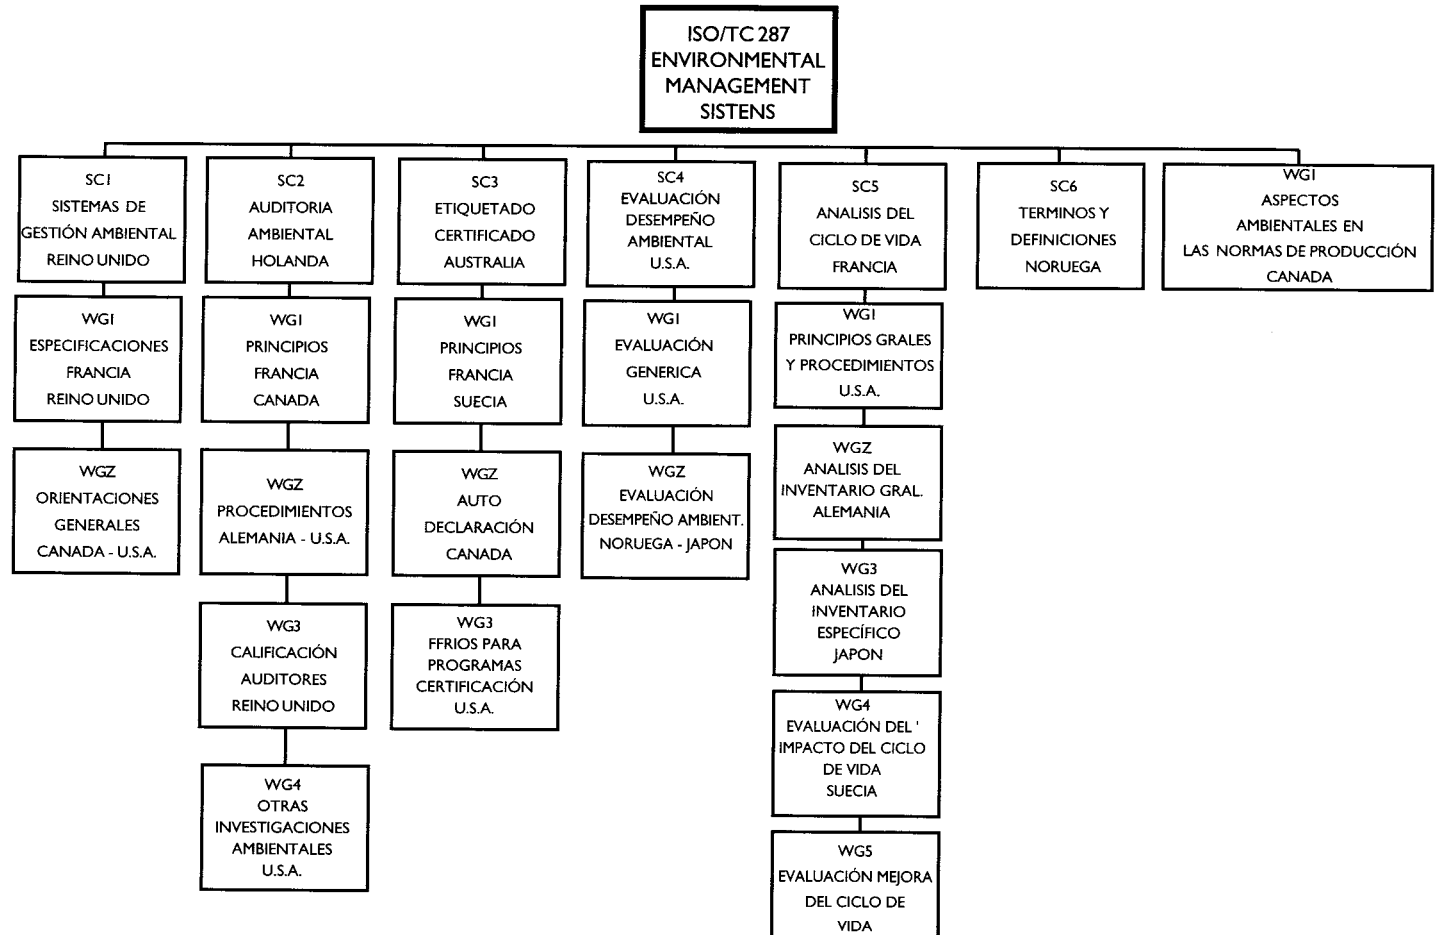 ISO/TC 287
ENVIRONMENTAL
MANAGEMENT
SISTENS
SC1
SISTEMAS DE
GESTIÓN AMBIENTAL
REINO UNIDO
WG1
ESPECIFICACIONES
FRANCIA
REINO UNIDO
WGZ
ORIENTACIONES
GENERALES
CANADA - U.S.A.
SC2
AUDITORIA
AMBIENTAL
HOLANDA
WG1
PRINCIPIOS
FRANCIA
CANADA
WGZ
PROCEDIMIENTOS
ALEMANIA - U.S.A.
WG3
CALIFICACIÓN
AUDITORES
REINO UNIDO
WG4
OTRAS
INVESTIGACIONES
AMBIENTALES
U.S.A.
SC3
ETIQUETADO
CERTIFICADO
AUSTRALIA
WG1
PRINCIPIOS
FRANCIA
SUECIA
WGZ
AUTO
DECLARACIÓN
CANADA
WG3
FFRIOS PARA
PROGRAMAS
CERTIFICACIÓN
U.S.A.
SC4
EVALUACIÓN
DESEMPEÑO
AMBIENTAL
U.S.A.
WG1
EVALUACIÓN
GENERICA
U.S.A.
WGZ
EVALUACIÓN
DESEMPEÑO AMBIENT.
NORUEGA - JAPON
SC5
ANALISIS DEL
CICLO DE VIDA
FRANCIA
WG1
PRINCIPIOS GRALES
Y PROCEDIMIENTOS
U.S.A.
WGZ
ANALISIS DEL
INVENTARIO GRAL.
ALEMANIA
WG3
ANALISIS DEL
INVENTARIO
ESPECÍFICO
JAPON
WG4
EVALUACIÓN DEL '
IMPACTO DEL CICLO
DE VIDA
SUECIA
WG5
EVALUACIÓN MEJORA
DEL CICLO DE
VIDA
SC6
TERMINOS Y
DEFINICIONES
NORUEGA
WG1
ASPECTOS
AMBIENTALES EN
LAS NORMAS DE PRODUCCIÓN
CANADA